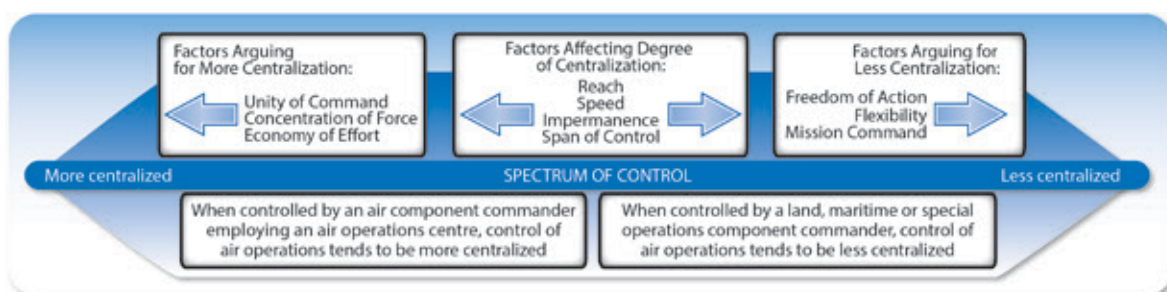 Factors Arguing
for More Centralization:
Unity of Command
Concentration of Force
Economy of Effort
Factors Affecting Degree
of Centralization:
Reach
Speed
Impermanence
Span of Control
Factors Arguing for
Less Centralization:
Freedom of Action
Flexibility
Mission Command
More centralized
SPECTRUM OF CONTROL
Less centralized
When controlled by an air component commander
employing an air operations centre, control of
air operations tends to be more centralized
When controlled by a land, maritime or special
operations component commander, control of
air operations tends to be less centralized